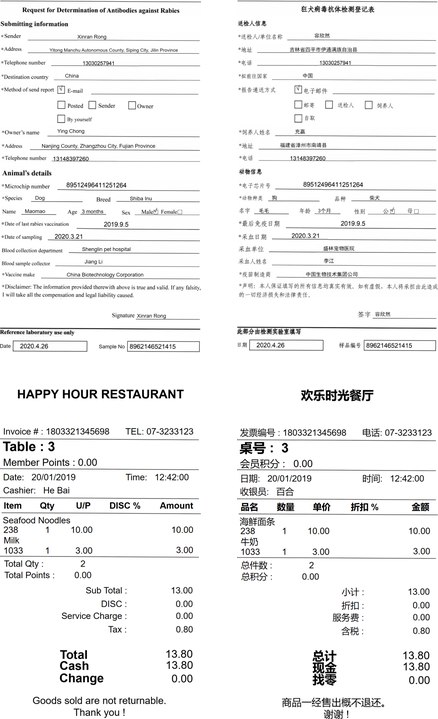 Request for Determination of Antibodies against Rabies
Submitting information
*Sender Xinran Rong
*Address Yitong Manchu Autonomous County, Siping City, Jilin Province
*Telephone number 13030257941
*Destination country China
*Method of send report E-mail
Posted Sender Owner
By yourself
*Owner's name Ying Chong
*Address Nanjing County, Zhangzhou City, Fujian Province
*Telephone number 13148397260
Animal's details
*Microchip number 895124964 11251264
*Species Dog Breed Shiba Inu
Name Maomao Age 3 months Sex Male Female
*Date of last rabies vaccination 2019.9.5
*Date of sampling 2020.3.21
Blood collection department Shenglin pet hospital
Blood sample collector Jiang Li
*Vaccine make China Biotechnology Corporation
*Disclaimer: The information provided therewith above is true and valid. If any falsity,
I will take all the compensation and legal liability caused.
Signature Xinran Rong
Reference laboratory use only
Date 2020.4.26 Sample No 8962146521415
狂犬病毒抗体检测登记表
送检人信息
*送检人/单位名称 容欣然
*地址 吉林省四平市伊通满族自治县
*电话 13030257941
*拟前往国家 中国
*报告递送方式 电子邮件
邮寄 送检人 饲养人
自取
*饲养人姓名 充嬴
*地址 福建省漳州市南靖县
*电话 13148397260
动物信息
*电子芯片号 89512496411251264
*动物种类 狗 品种 柴犬
名字 毛毛 年龄 3个月 性别 公 母
*最后免疫日期 2019.9.5
*采血日期 2020.3.21
采血单位 盛林宠物医院
采血人姓名 李江
*疫苗制造商 中国生物技术集团公司
*声明：本人保证填写的所有信息均真实有效。如有虚假，本人将承担由此造成
的一切经济损失和法律责任。
签字 容欣然
此部分由检测实验室填写
日期 2020.4.26 样品编号 8962146521415
HAPPY HOUR RESTAURANT
Invoice # : 1803321345698 TEL: 07-3233123
Table : 3
Member Points : 0.00
Date: 20/01/2019 Time: 12:42:00
Cashier: He Bai
Item Qty U/P DISC % Amount
Seafood Noodles
238 1 10.00 10.00
Milk
1033 1 3.00 3.00
Total Qty : 2
Total Points : 0.00
Sub Total : 13.00
DISC : 0.00
Service Charge : 0.00
Tax : 0.80
Total 13.80
Cash 13.80
Change 0.00
Goods sold are not returnable.
Thank you !
欢乐时光餐厅
发票编号 : 1803321345698 电话: 07-3233123
桌号 : 3
会员积分 : 0.00
日期: 20/01/2019 时间: 12:42:00
收银员: 百合
品名 数量 单价 折扣 % 金额
海鲜面条
238 1 10.00 10.00
牛奶
1033 1 3.00 3.00
总件数 : 2
总积分 : 0.00
小计 : 13.00
折扣 : 0.00
服务费 : 0.00
含税 : 0.80
总计 13.80
现金 13.80
找零 0.00
商品一经售出概不退还。
谢谢 !